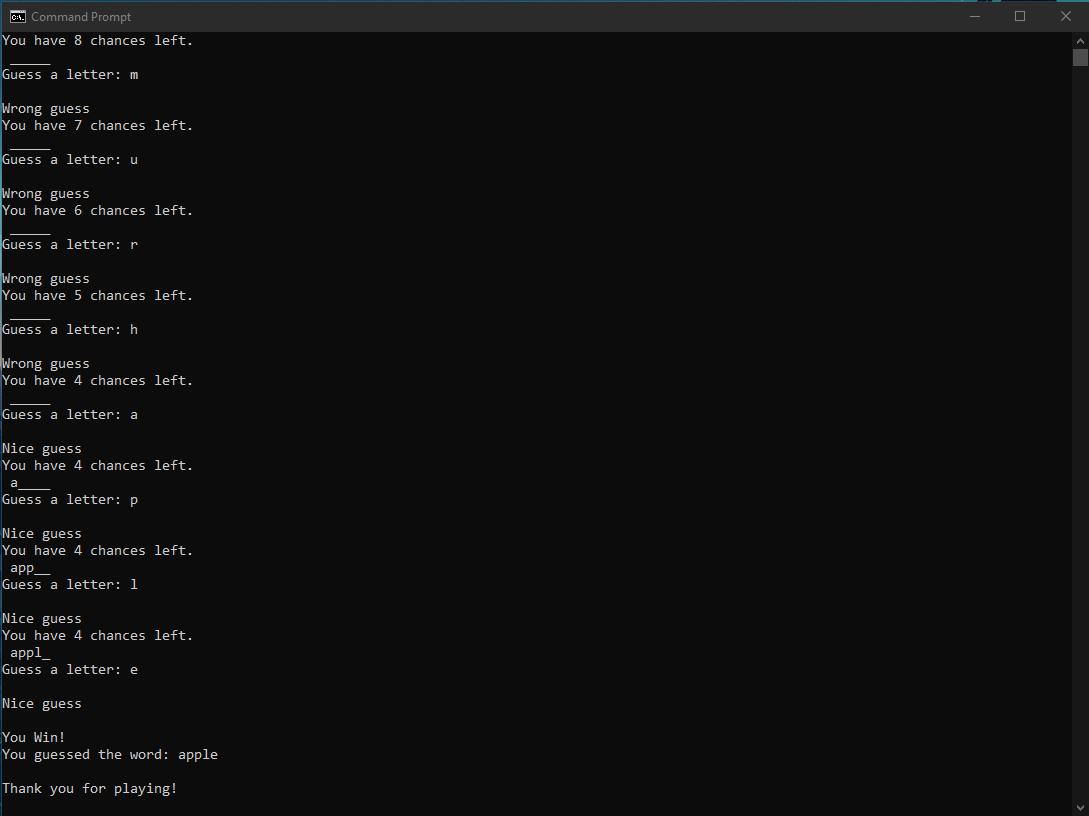 Command Prompt
You have 8 chances left.
_____
Guess a letter: m
Wrong guess
You have 7 chances left.
_____
Guess a letter: u
Wrong guess
You have 6 chances left.
_____
Guess a letter: r
Wrong guess
You have 5 chances left.
_____
Guess a letter: h
Wrong guess
You have 4 chances left.
_____
Guess a letter: a
Nice guess
You have 4 chances left.
a____
Guess a letter: p
Nice guess
You have 4 chances left.
app__
Guess a letter: l
Nice guess
You have 4 chances left.
appl_
Guess a letter: e
Nice guess
You Win!
You guessed the word: apple
Thank you for playing!